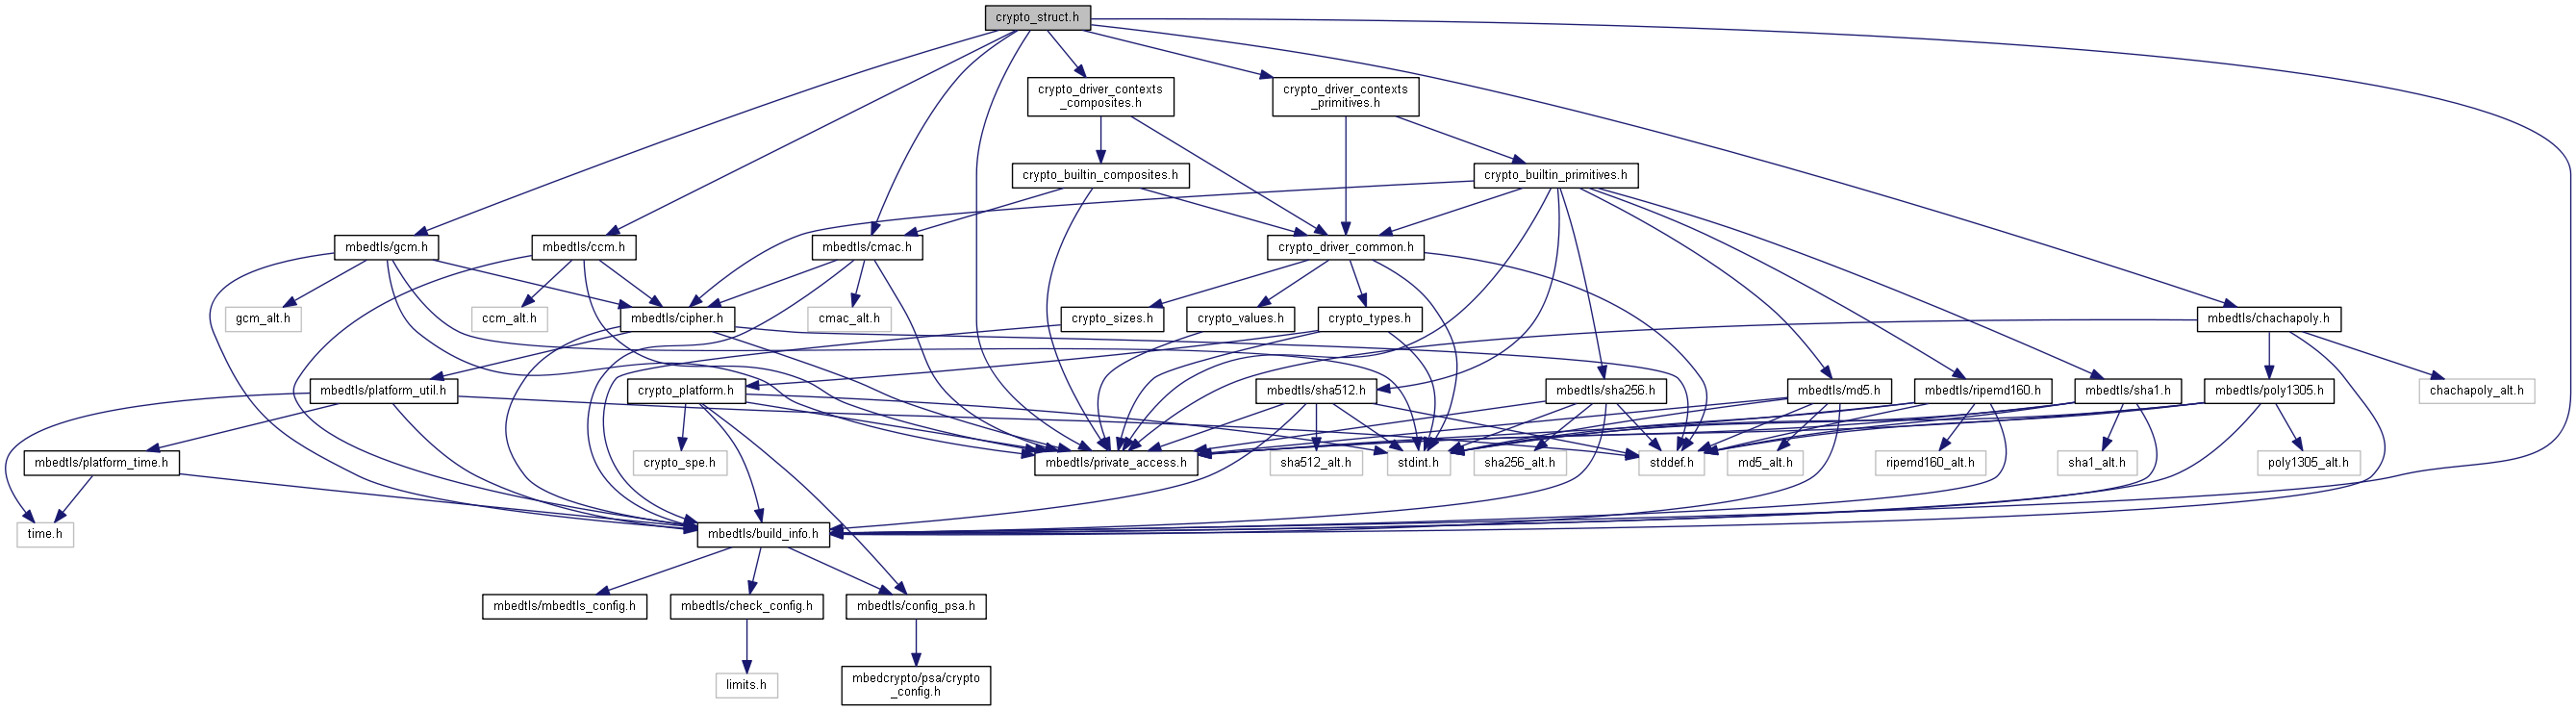 crypto_struct.h
crypto_driver_contexts
_composites.h
crypto_driver_contexts
_primitives.h
crypto_builtin_composites.h
crypto_builtin_primitives.h
mbedtls/gcm.h
mbedtls/ccm.h
mbedtls/cmac.h
crypto_driver_common.h
gcm_alt.h
ccm_alt.h
mbedtls/cipher.h
cmac_alt.h
crypto_sizes.h
crypto_values.h
crypto_types.h
mbedtls/chachapoly.h
mbedtls/platform_util.h
crypto_platform.h
mbedtls/sha512.h
mbedtls/sha256.h
mbedtls/md5.h
mbedtls/ripemd160.h
mbedtls/sha1.h
mbedtls/poly1305.h
chachapoly_alt.h
mbedtls/platform_time.h
crypto_spe.h
mbedtls/private_access.h
sha512_alt.h
stdint.h
sha256_alt.h
stddef.h
md5_alt.h
ripemd160_alt.h
sha1_alt.h
poly1305_alt.h
time.h
mbedtls/build_info.h
mbedtls/mbedtls_config.h
mbedtls/check_config.h
mbedtls/config_psa.h
limits.h
mbedcrypto/psa/crypto
_config.h